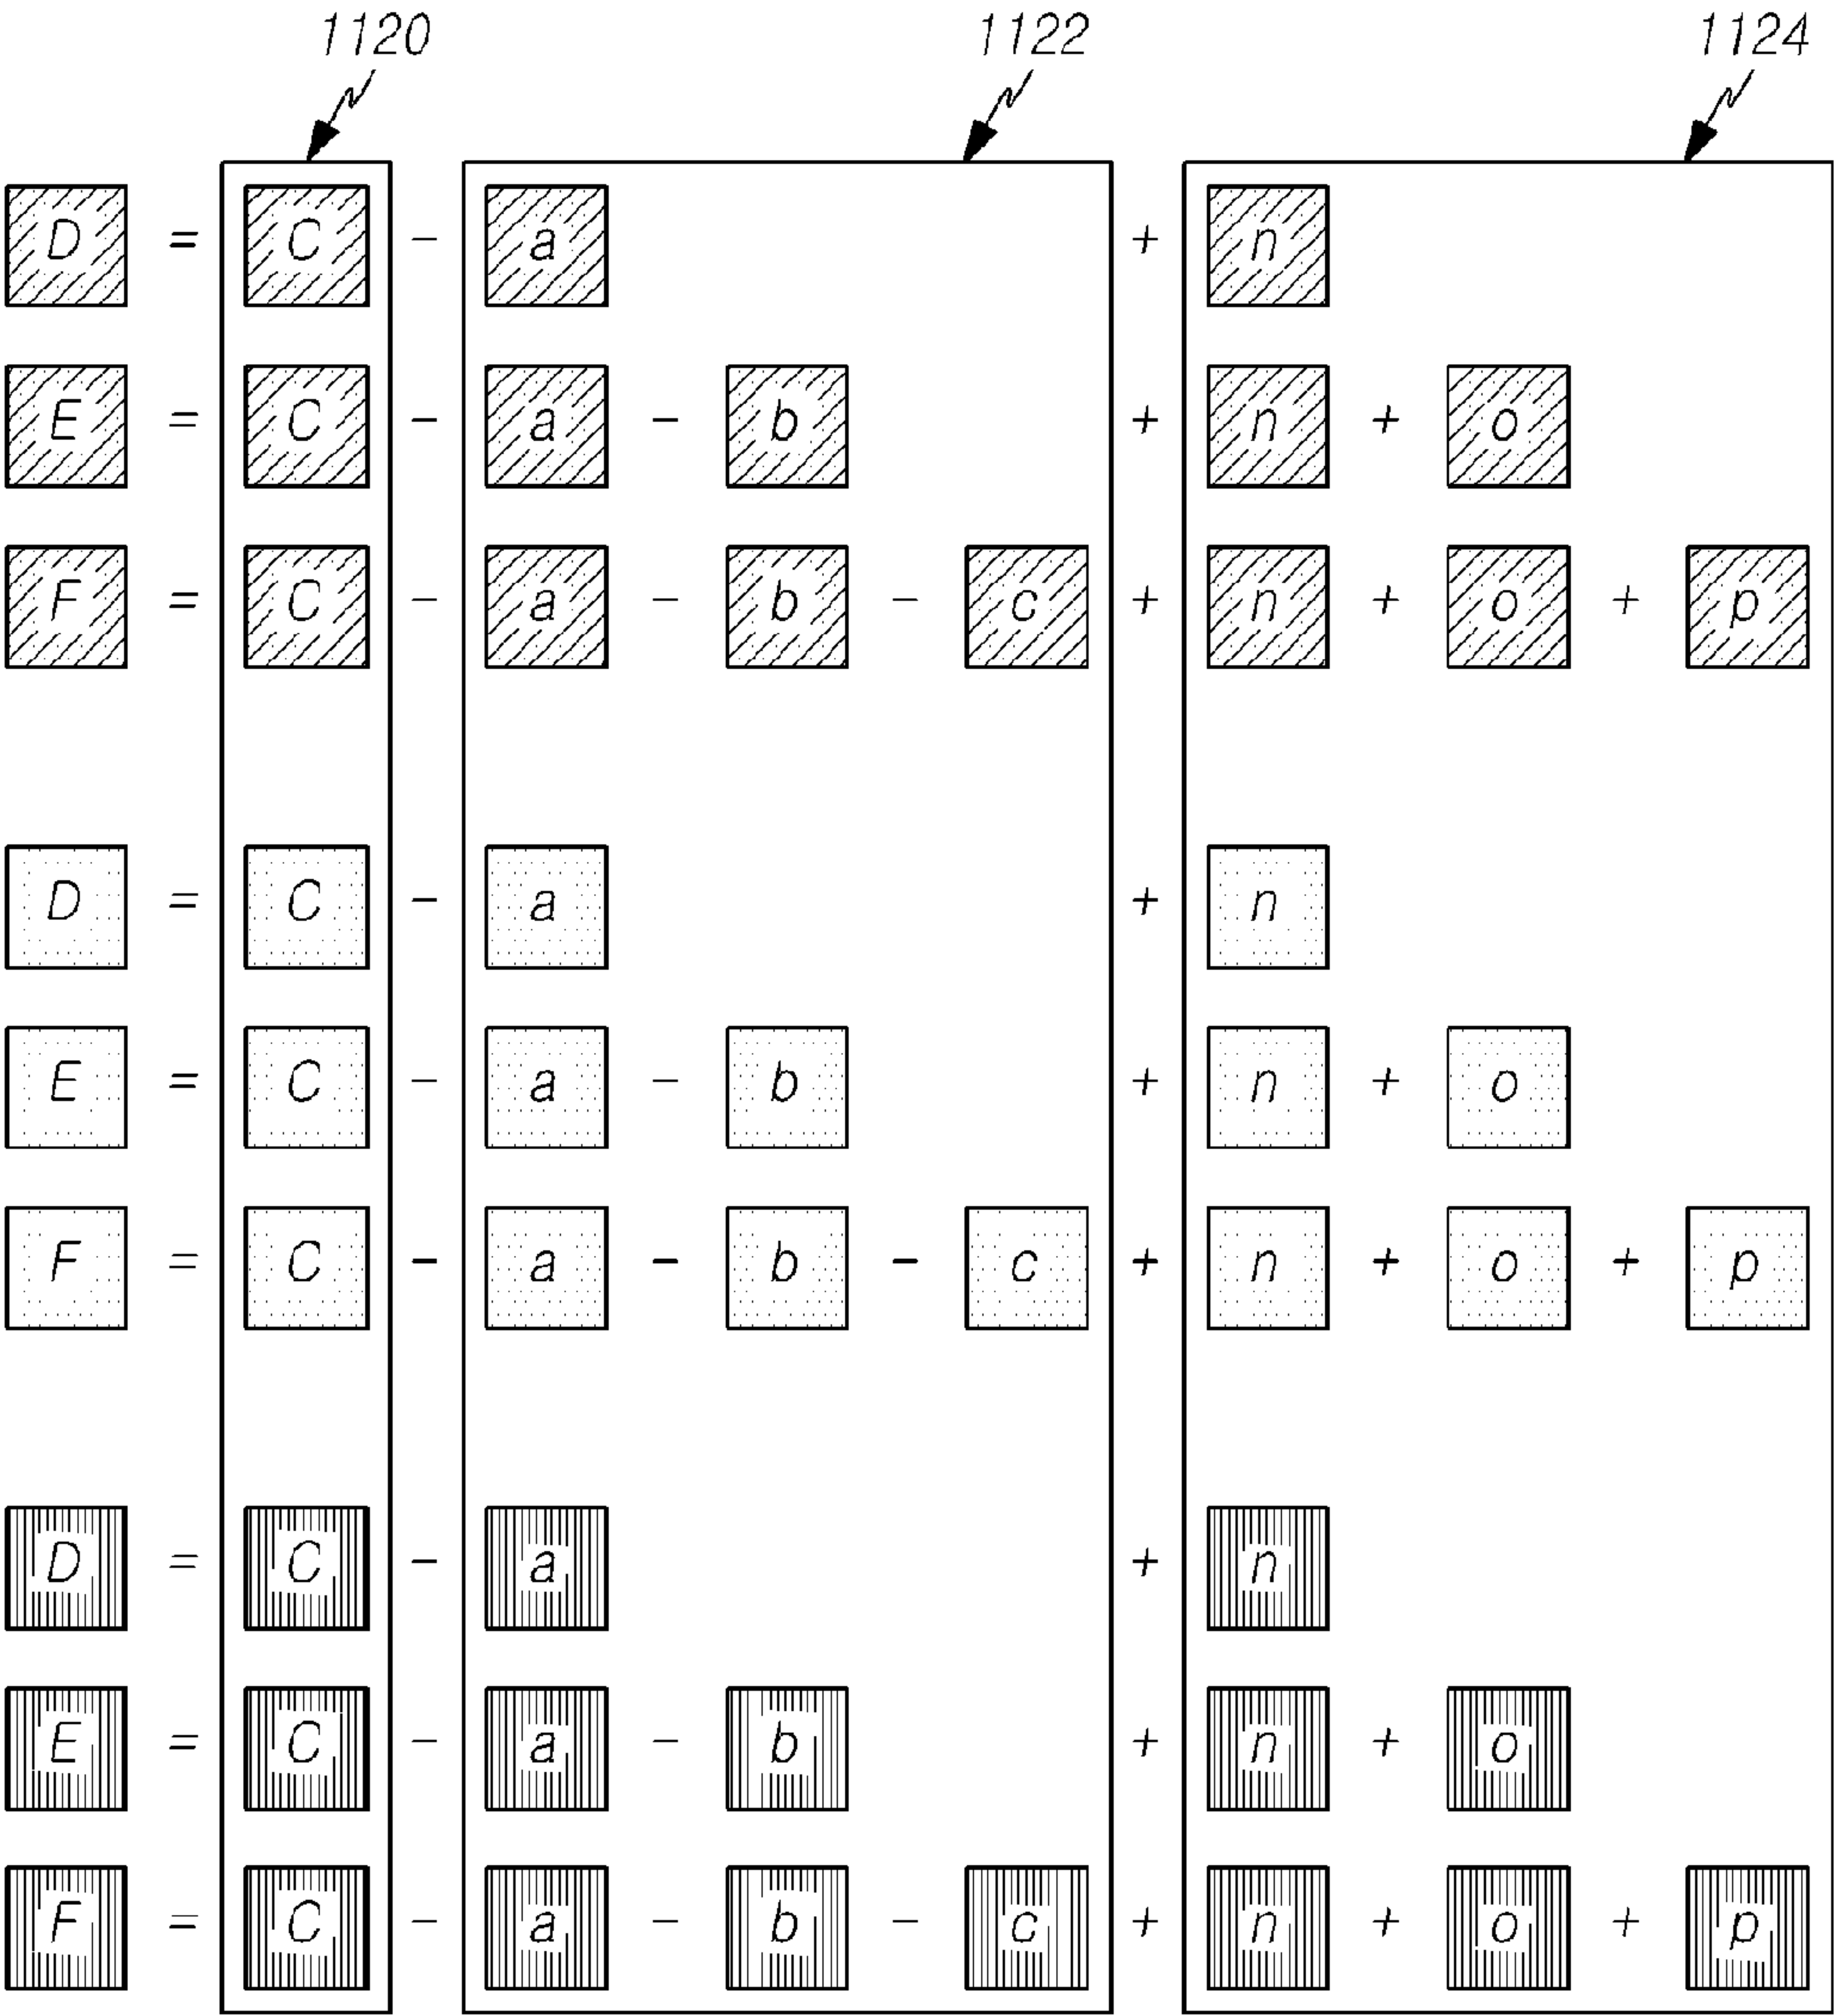 1120 1122 1124
D = C - a + n
E = C - a - b + n + o
F = C - a - b - c + n + o + p
D = C - a + n
E = C - a - b + n + o
F = C - a - b - c + n + o + p
D = C - a + n
E = C - a - b + n + o
F = C - a - b - c + n + o + p